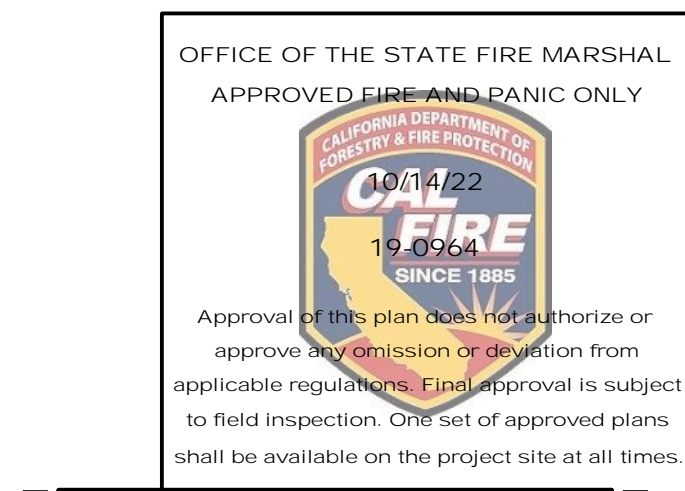 OFFICE OF THE STATE FIRE MARSHAL
APPROVED FIRE AND PANIC ONLY
CALIFORNIA DEPARTMENT OF
FORESTRY & FIRE PROTECTION
CAL
10/14/22
FIRE
19-0964
SINCE 1885
Approval of this plan does not authorize or
approve any omission or deviation from
applicable regulations. Final approval is subject
to field inspection. One set of approved plans
shall be available on the project site at all times.